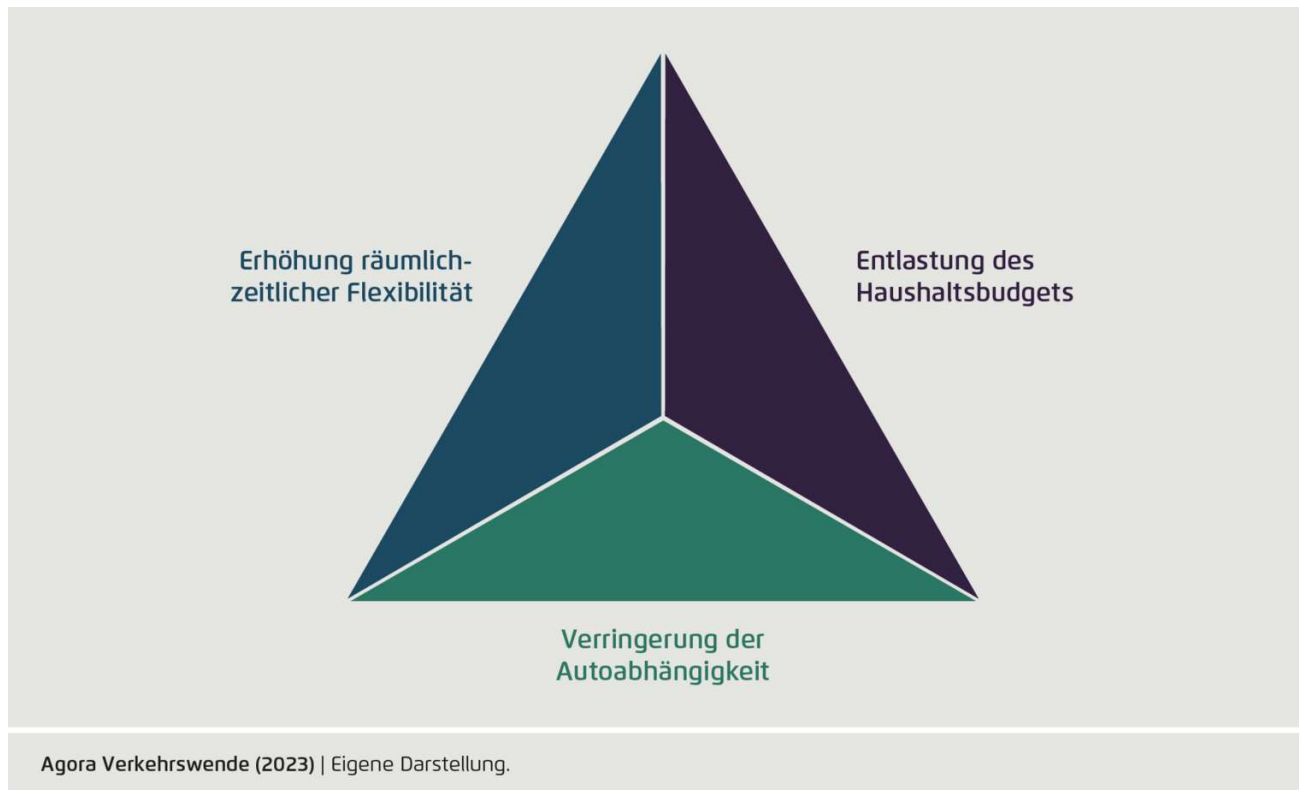 Erhöhung räumlich-
zeitlicher Flexibilität
Entlastung des
Haushaltsbudgets
Verringerung der
Autoabhängigkeit
Agora Verkehrswende (2023) | Eigene Darstellung.